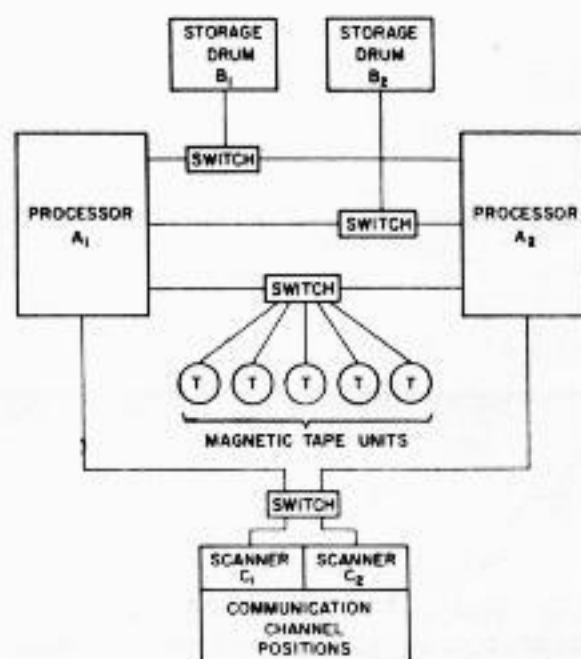 STORAGE
DRUM
B₁
STORAGE
DRUM
B₂
SWITCH
PROCESSOR
A₁
SWITCH
PROCESSOR
A₂
SWITCH
T T T T T
MAGNETIC TAPE UNITS
SWITCH
SCANNER
C₁
SCANNER
C₂
COMMUNICATION
CHANNEL
POSITIONS